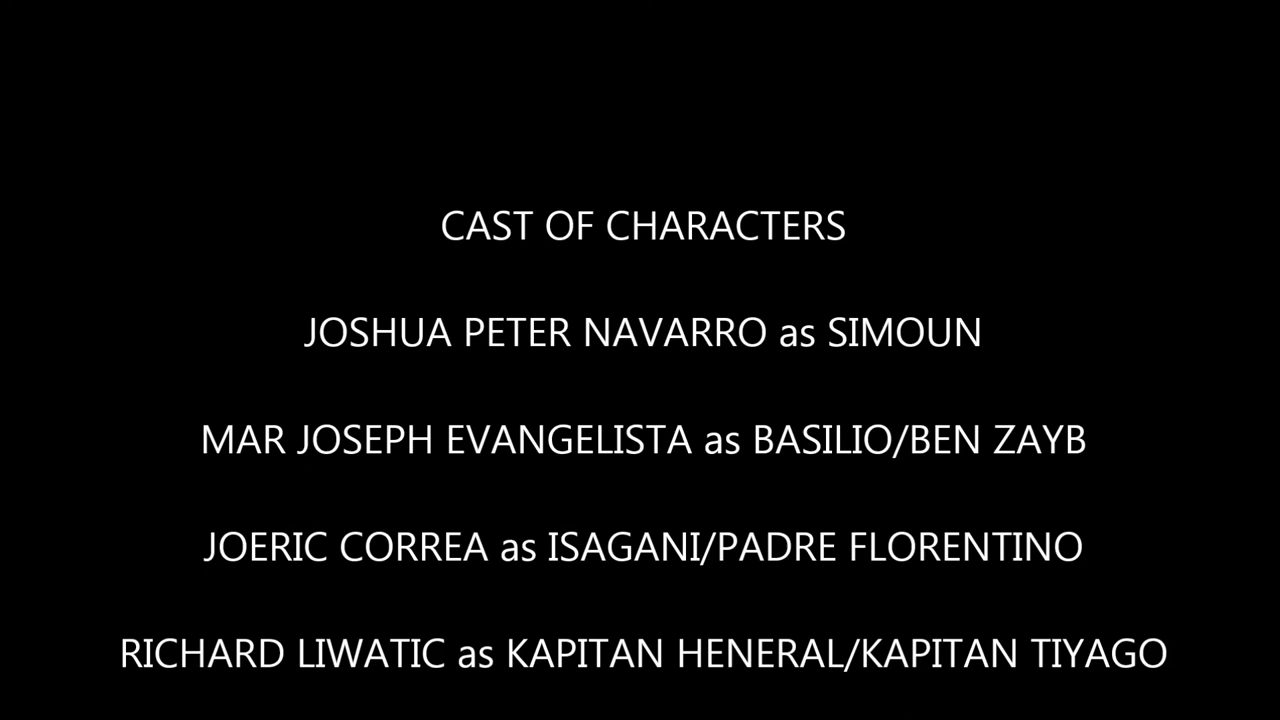 CAST OF CHARACTERS
JOSHUA PETER NAVARRO as SIMOUN
MAR JOSEPH EVANGELISTA as BASILIO/BEN ZAYB
JOERIC CORREA as ISAGANI/PADRE FLORENTINO
RICHARD LIWATIC as KAPITAN HENERAL/KAPITAN TIYAGO